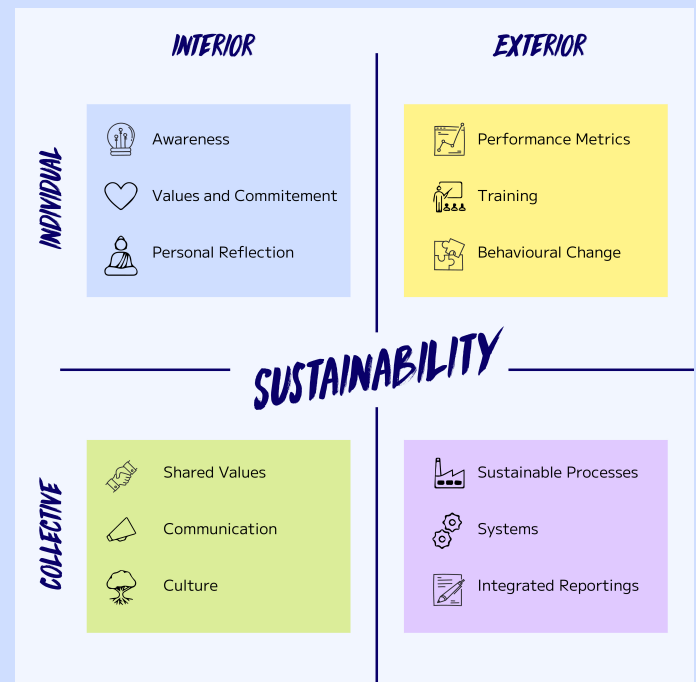 INTERIOR
EXTERIOR
INDIVIDUAL
Awareness
Values and Commitement
Personal Reflection
Performance Metrics
Training
Behavioural Change
SUSTAINABILITY
COLLECTIVE
Shared Values
Communication
Culture
Sustainable Processes
Systems
Integrated Reportings